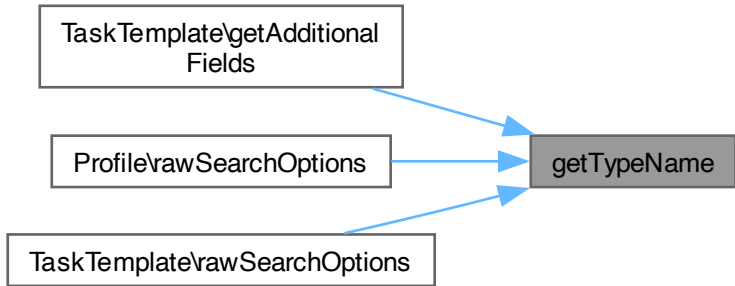 TaskTemplate\getAdditional
Fields
Profile\rawSearchOptions
getTypeName
TaskTemplate\rawSearchOptions